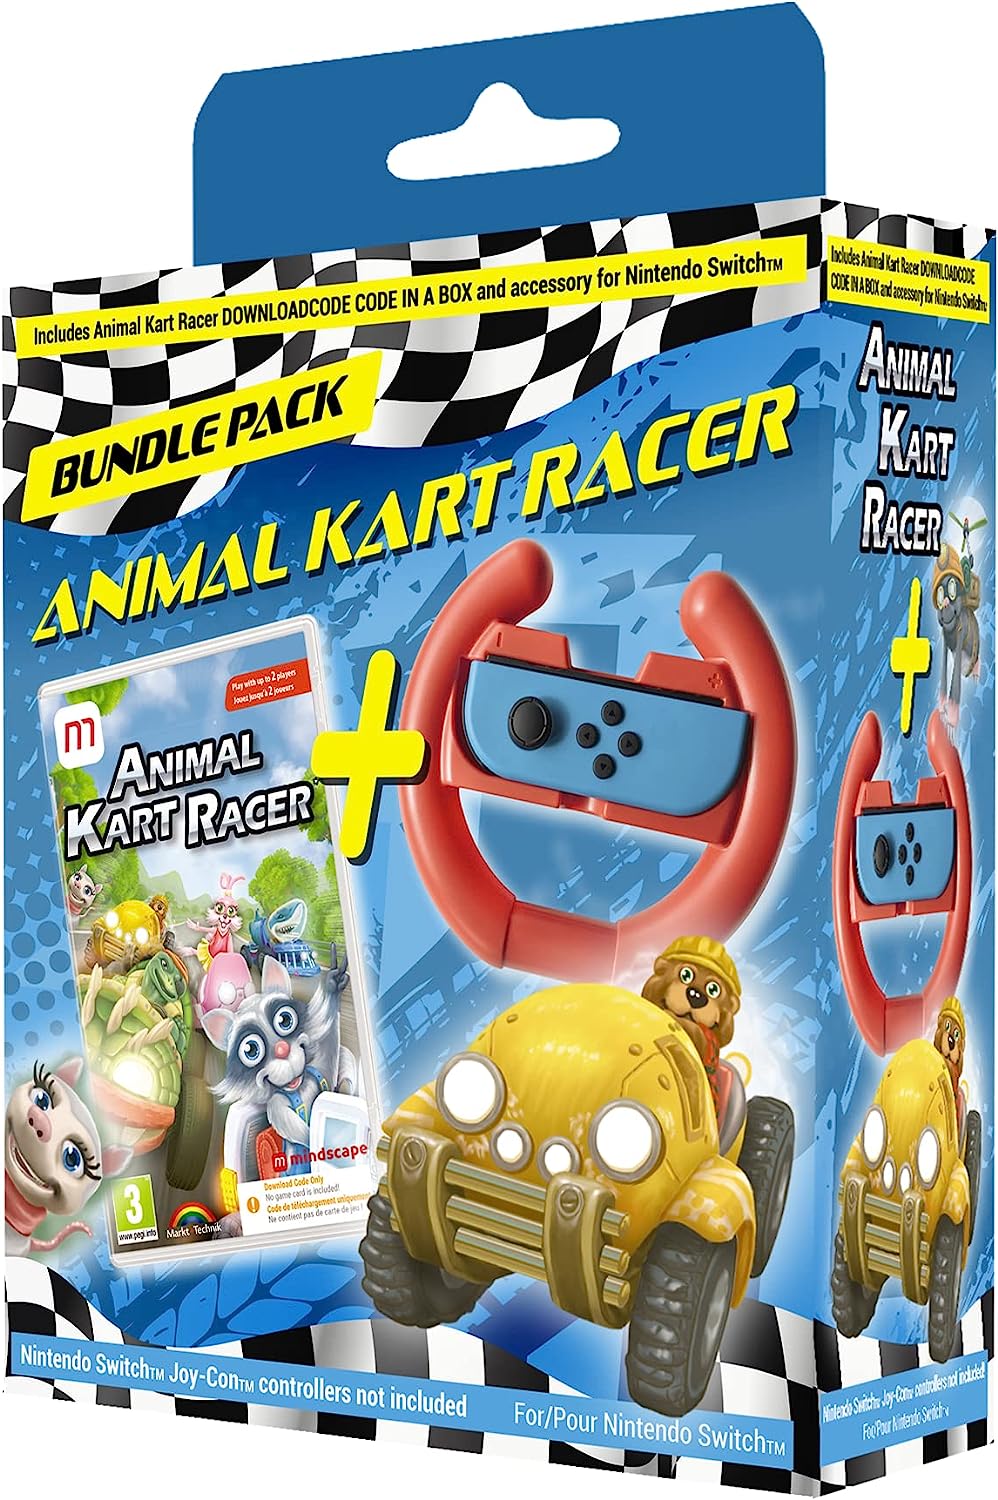 Includes Animal Kart Racer DOWNLOADCODE CODE IN A BOX and accessory for Nintendo Switch™
BUNDLE PACK
ANIMAL KART RACER
Play with up to 2 players
Jouez jusqu'à 2 joueurs
m
ANIMAL
KART RACER
+
m mindscape
Download Code Only
No game card is included!
Code de téléchargement uniquement
Ne contient pas de carte de jeu !
3
www.pegi.info
Markt+Technik
Nintendo Switch™ Joy-Con™ controllers not included
For/Pour Nintendo Switch™
Includes Animal Kart Racer DOWNLOADCODE
CODE IN A BOX and accessory for Nintendo Switch™
ANIMAL
KART
RACER
+
Nintendo Switch™ Joy-Con™ controllers not included!
For/Pour Nintendo Switch™